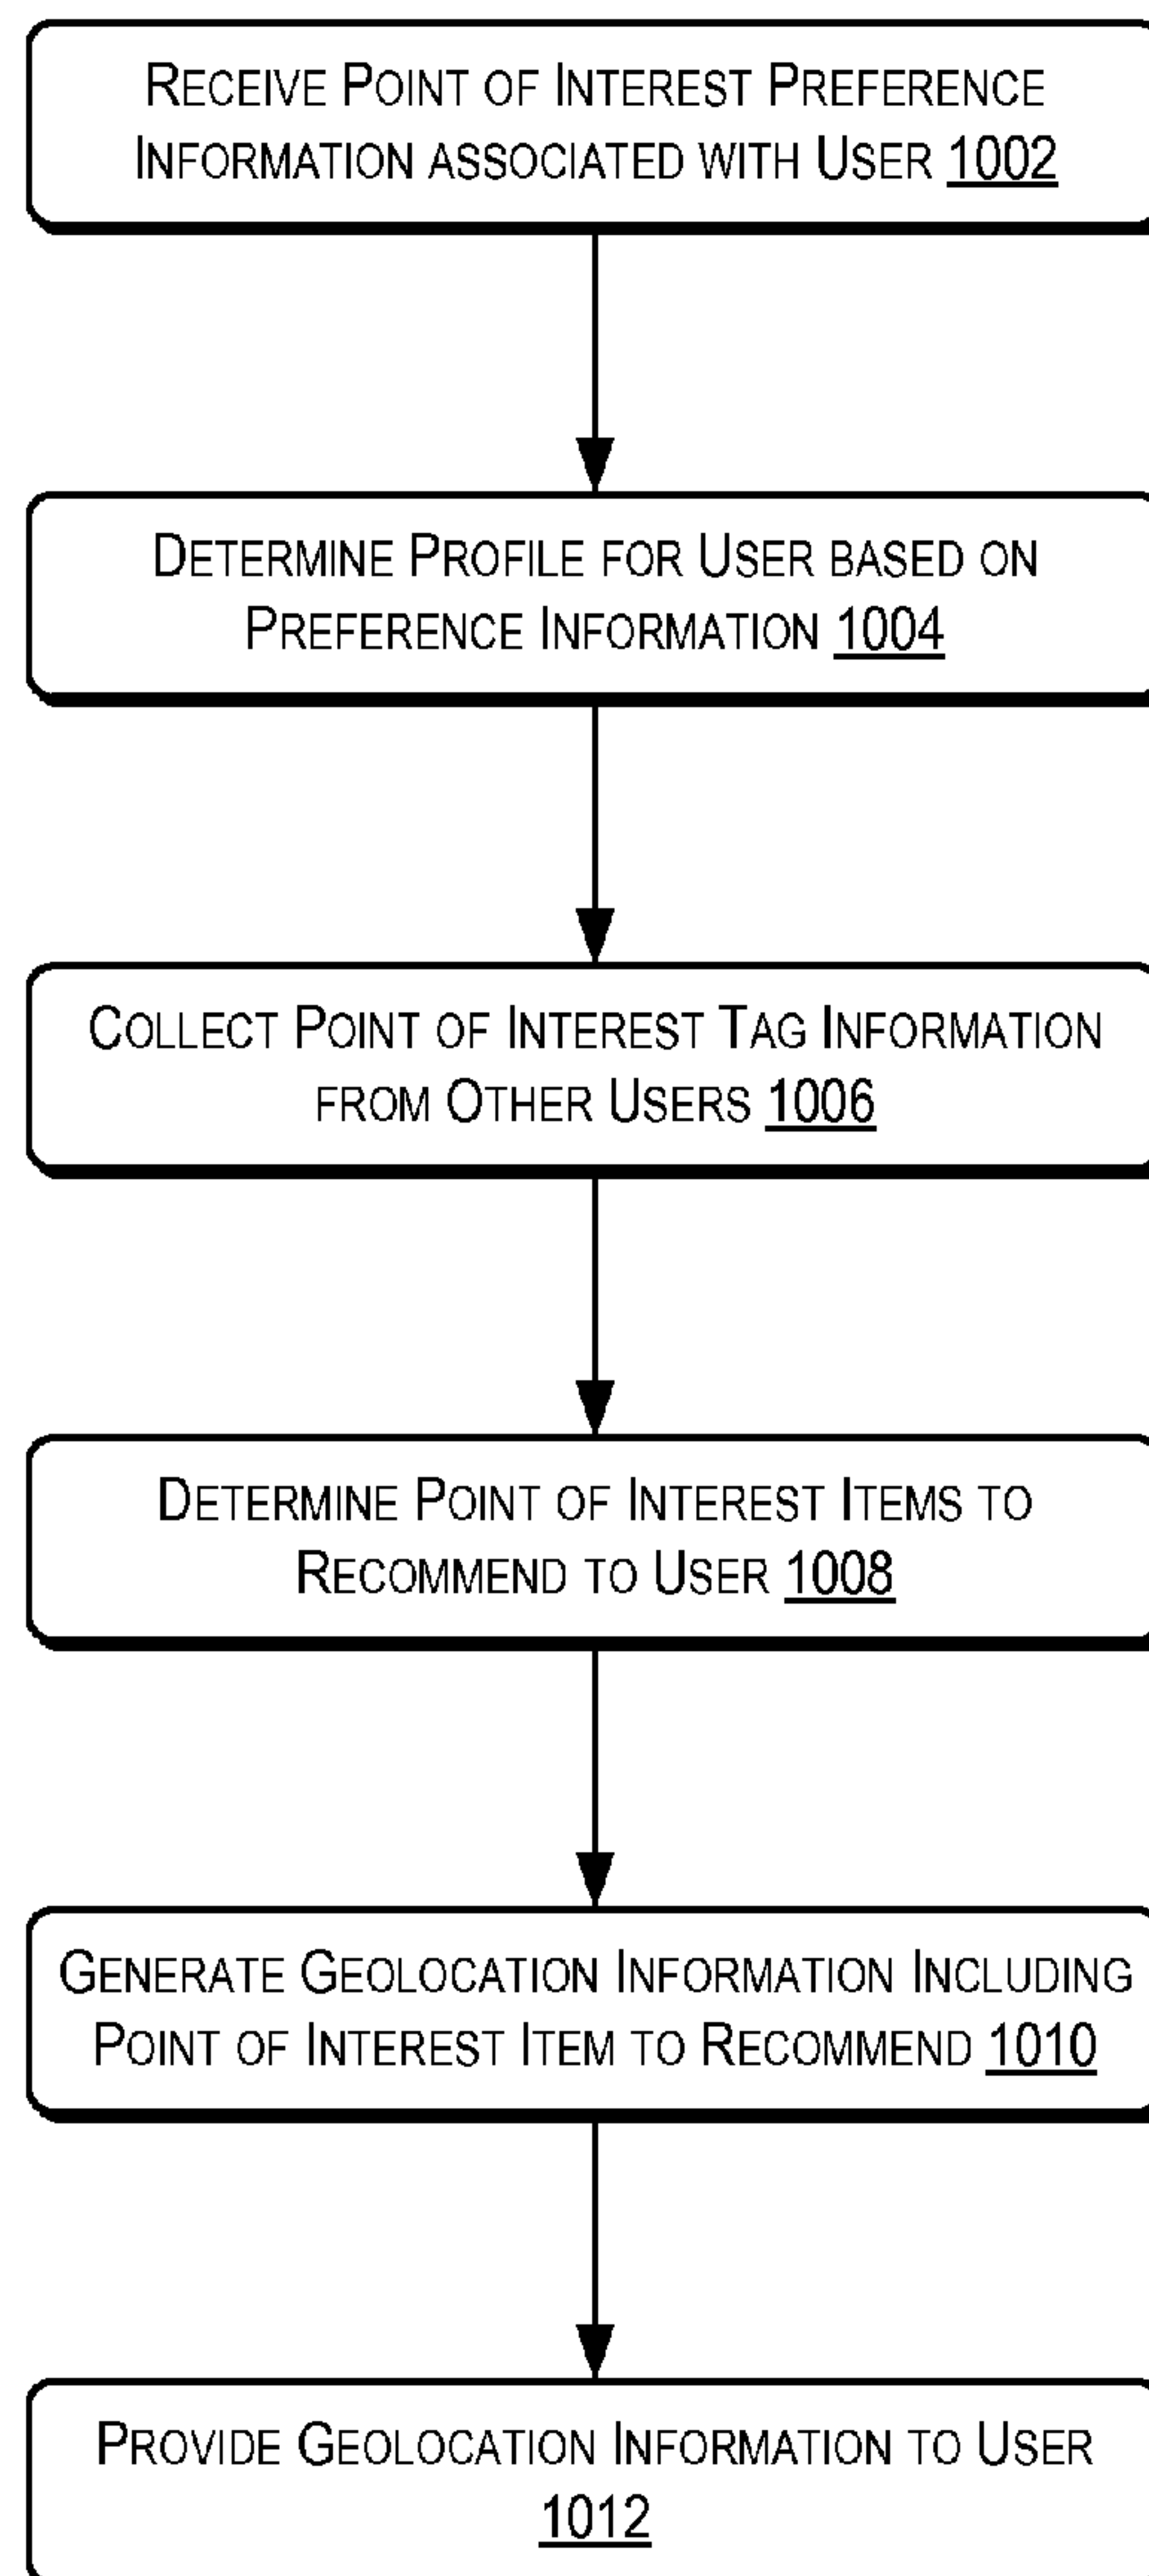 RECEIVE POINT OF INTEREST PREFERENCE
INFORMATION ASSOCIATED WITH USER 1002
DETERMINE PROFILE FOR USER BASED ON
PREFERENCE INFORMATION 1004
COLLECT POINT OF INTEREST TAG INFORMATION
FROM OTHER USERS 1006
DETERMINE POINT OF INTEREST ITEMS TO
RECOMMEND TO USER 1008
GENERATE GEOLOCATION INFORMATION INCLUDING
POINT OF INTEREST ITEM TO RECOMMEND 1010
PROVIDE GEOLOCATION INFORMATION TO USER
1012